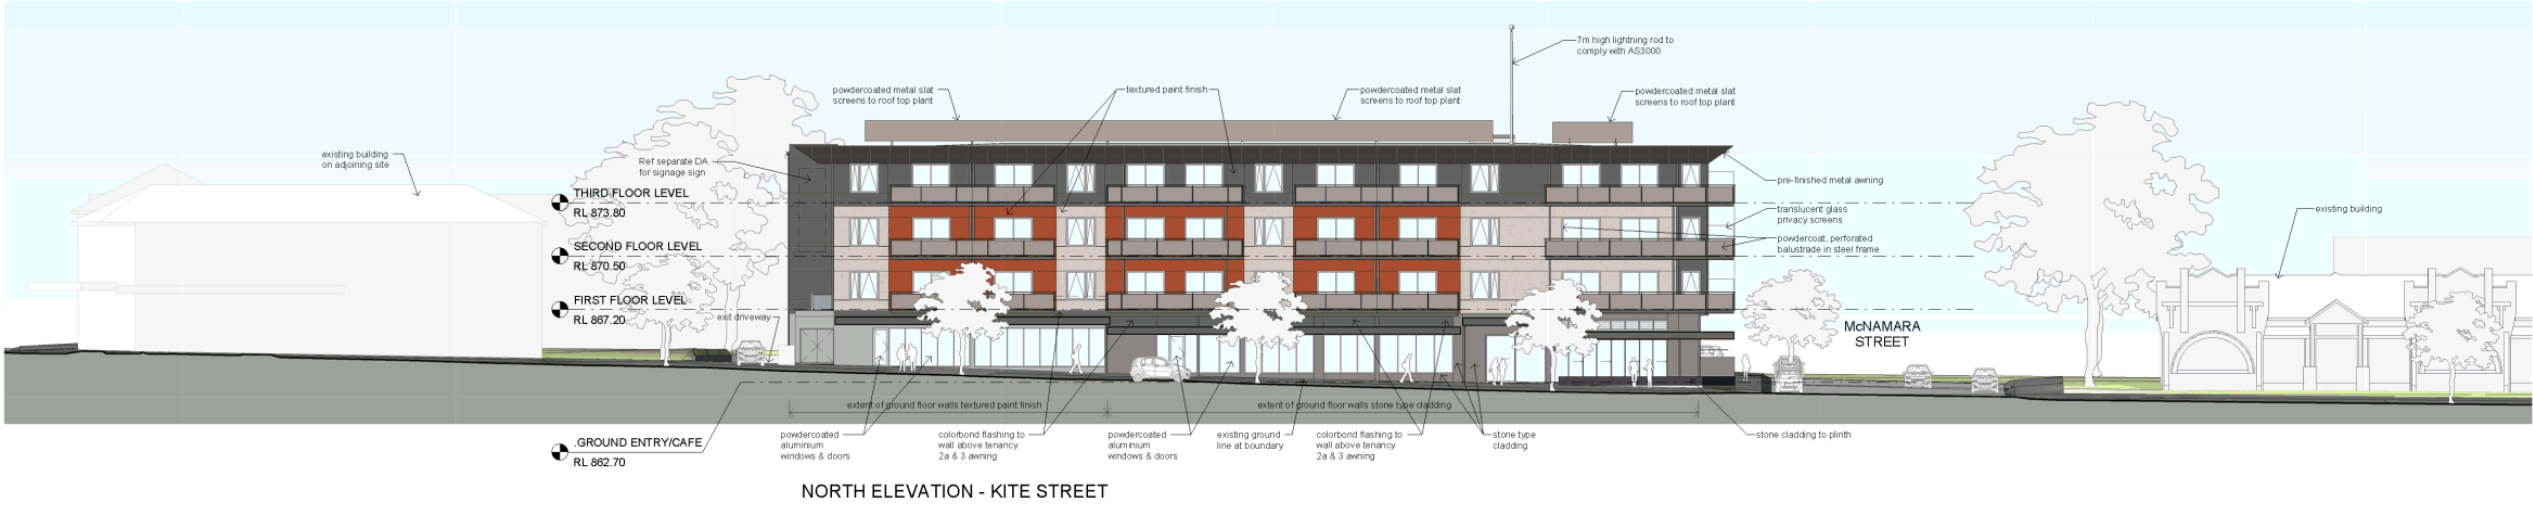 7m high lightning rod to
comply with AS3000
powdercoated metal slat
screens to roof top plant
textured paint finish
powdercoated metal slat
screens to roof top plant
powdercoated metal slat
screens to roof top plant
existing building
on adjoining site
Ref separate DA
for signage sign
pre-finished metal awning
THIRD FLOOR LEVEL
RL 873.80
translucent glass
privacy screens
existing building
powdercoat, perforated
balustrade in steel frame
SECOND FLOOR LEVEL
RL 870.50
FIRST FLOOR LEVEL
RL 867.20
exit driveway
McNAMARA
STREET
extent of ground floor walls textured paint finish
extent of ground floor walls stone type cladding
.GROUND ENTRY/CAFE
RL 862.70
powdercoated
aluminium
windows & doors
colorbond flashing to
wall above tenancy
2a & 3 awning
powdercoated
aluminium
windows & doors
existing ground
line at boundary
colorbond flashing to
wall above tenancy
2a & 3 awning
stone type
cladding
stone cladding to plinth
NORTH ELEVATION - KITE STREET